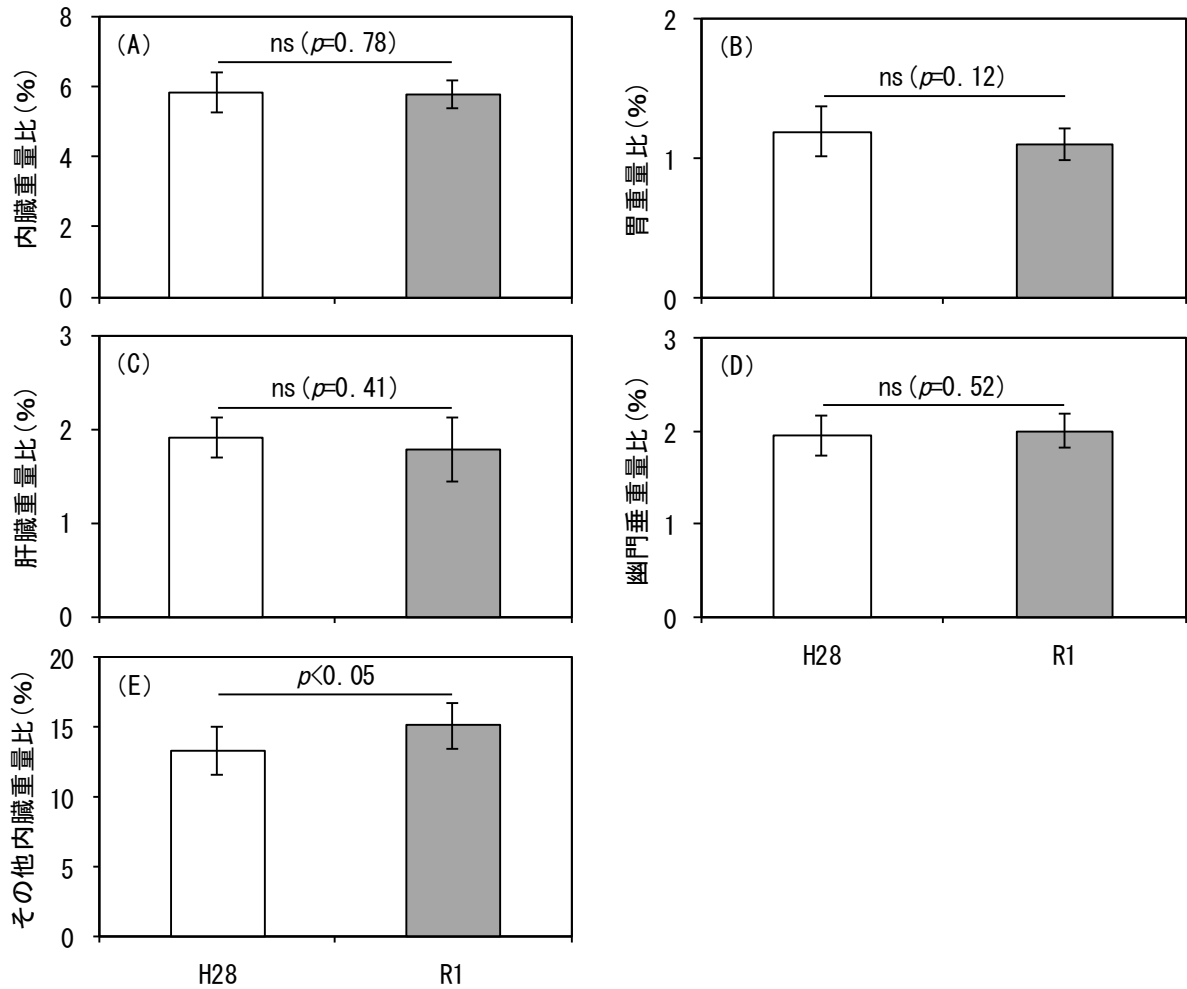 (A)
ns(p=0.78)
内臓重量比(%)
8
6
4
2
0
(B)
ns(p=0.12)
胃重量比(%)
2
1
0
(C)
ns(p=0.41)
肝臓重量比(%)
3
2
1
0
(D)
ns(p=0.52)
幽門垂重量比(%)
3
2
1
0
H28
R1
(E)
p<0.05
その他内臓重量比(%)
20
15
10
5
0
H28
R1